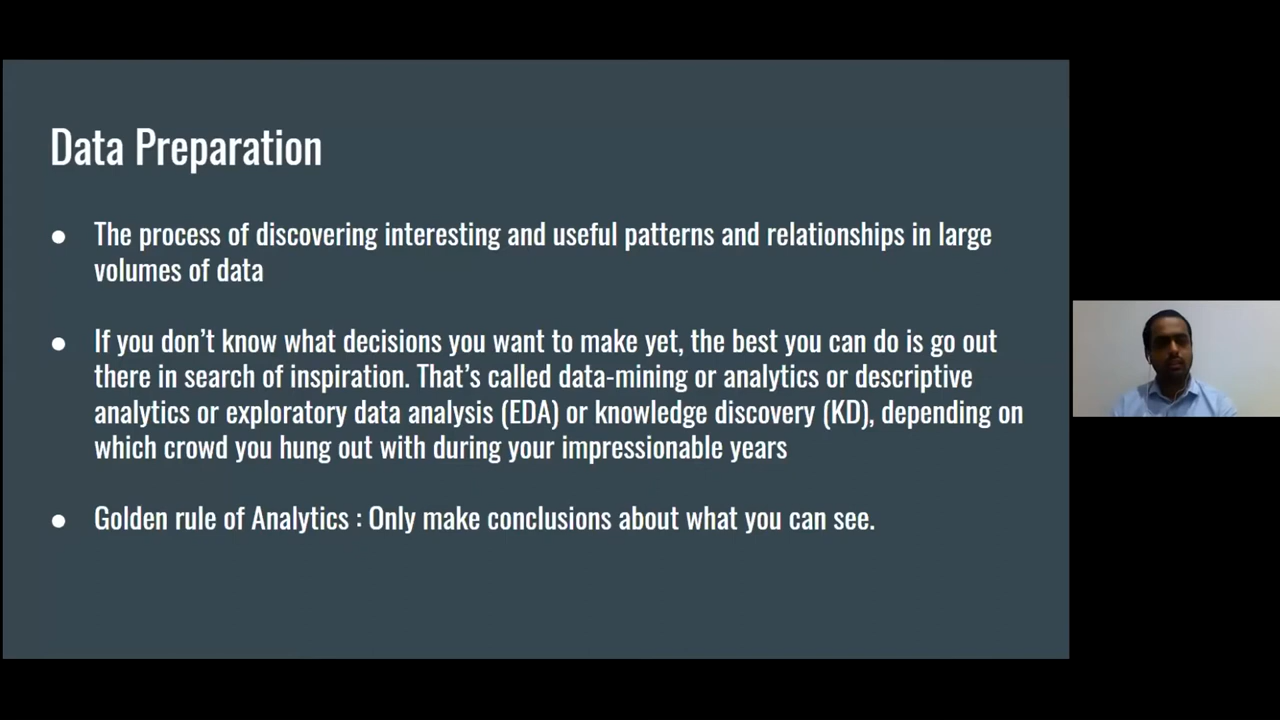 Data Preparation
● The process of discovering interesting and useful patterns and relationships in large
volumes of data
● If you don’t know what decisions you want to make yet, the best you can do is go out
there in search of inspiration. That’s called data-mining or analytics or descriptive
analytics or exploratory data analysis (EDA) or knowledge discovery (KD), depending on
which crowd you hung out with during your impressionable years
● Golden rule of Analytics : Only make conclusions about what you can see.